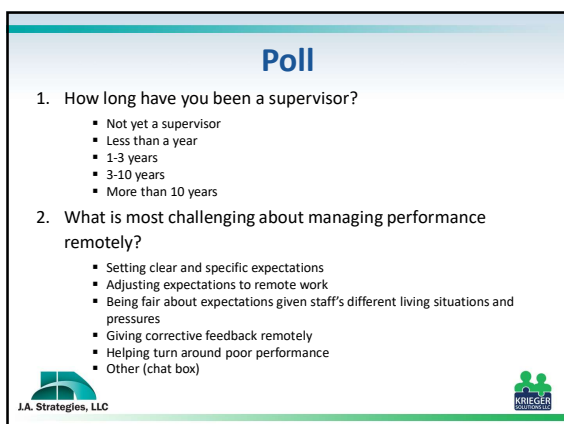 Poll
1. How long have you been a supervisor?
▪ Not yet a supervisor
▪ Less than a year
▪ 1-3 years
▪ 3-10 years
▪ More than 10 years
2. What is most challenging about managing performance
remotely?
▪ Setting clear and specific expectations
▪ Adjusting expectations to remote work
▪ Being fair about expectations given staff's different living situations and
pressures
▪ Giving corrective feedback remotely
▪ Helping turn around poor performance
▪ Other (chat box)
J.A. Strategies, LLC
KRIEGER
SOLUTIONS LLC